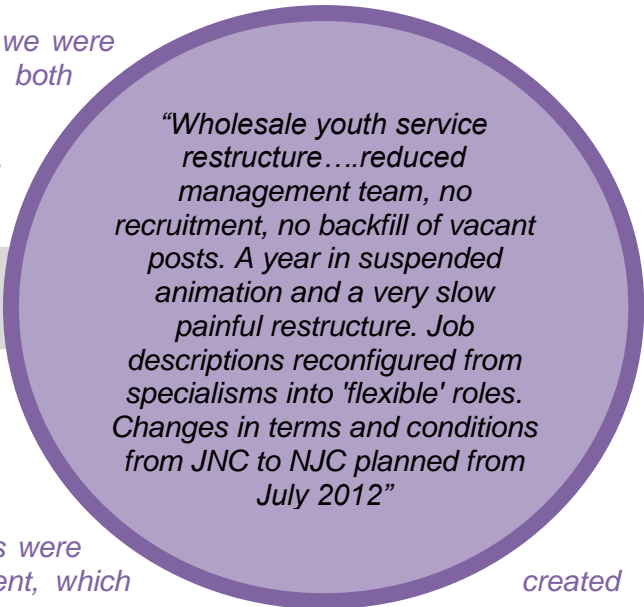 we were
both
“Wholesale youth service
restructure….reduced
management team, no
recruitment, no backfill of vacant
posts. A year in suspended
animation and a very slow
painful restructure. Job
descriptions reconfigured from
specialisms into 'flexible' roles.
Changes in terms and conditions
from JNC to NJC planned from
July 2012”
were
which created